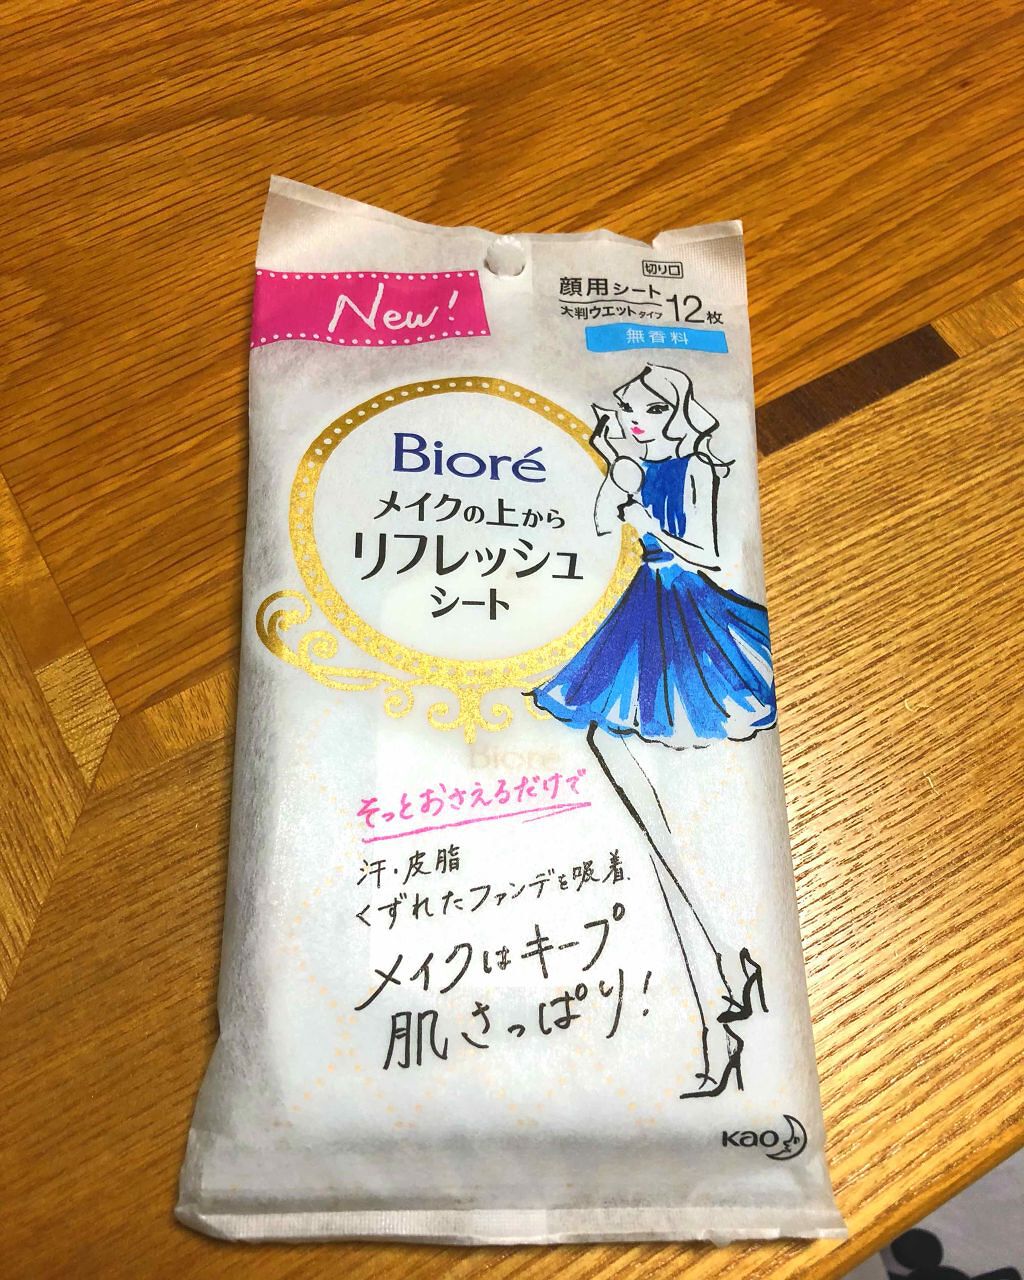 切り口
New!
顔用シート
大判ウエットタイプ 12枚
無香料
Bioré
メイクの上から
リフレッシュ
シート
Bioré
そっとおさえるだけで
汗・皮脂
くずれたファンデを吸着
メイクはキープ
肌さっぱり!
Kao